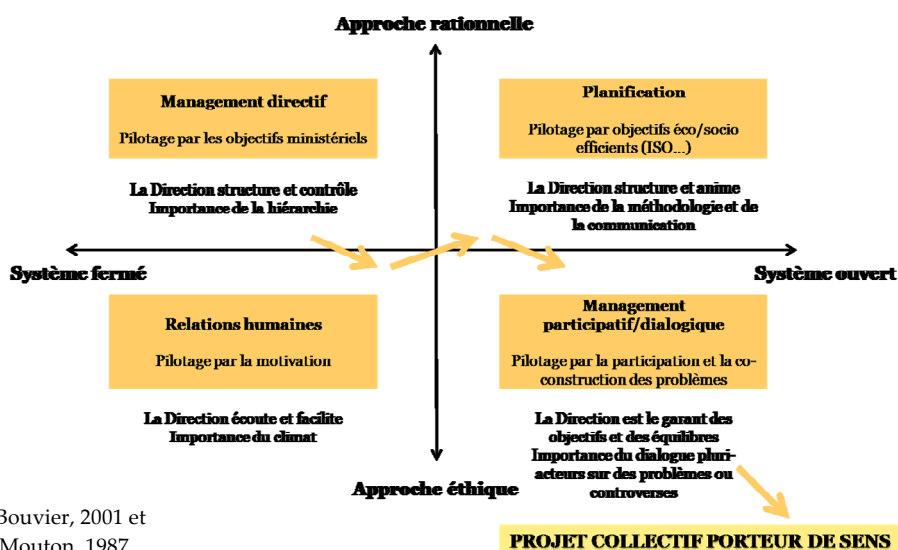 Approche rationnelle
Management directif
Pilotage par les objectifs ministériels
La Direction structure et contrôle
Importance de la hiérarchie
Planification
Pilotage par objectifs éco/socio
efficients (ISO...)
La Direction structure et anime
Importance de la méthodologie et de
la communication
Système fermé
Système ouvert
Relations humaines
Pilotage par la motivation
La Direction écoute et facilite
Importance du climat
Management
participatif/dialogique
Pilotage par la participation et la co-
construction des problèmes
La Direction est le garant des
objectifs et des équilibres
Importance du dialogue pluri-
acteurs sur des problèmes ou
controverses
Approche éthique
Bouvier, 2001 et
Mouton, 1987
PROJET COLLECTIF PORTEUR DE SENS